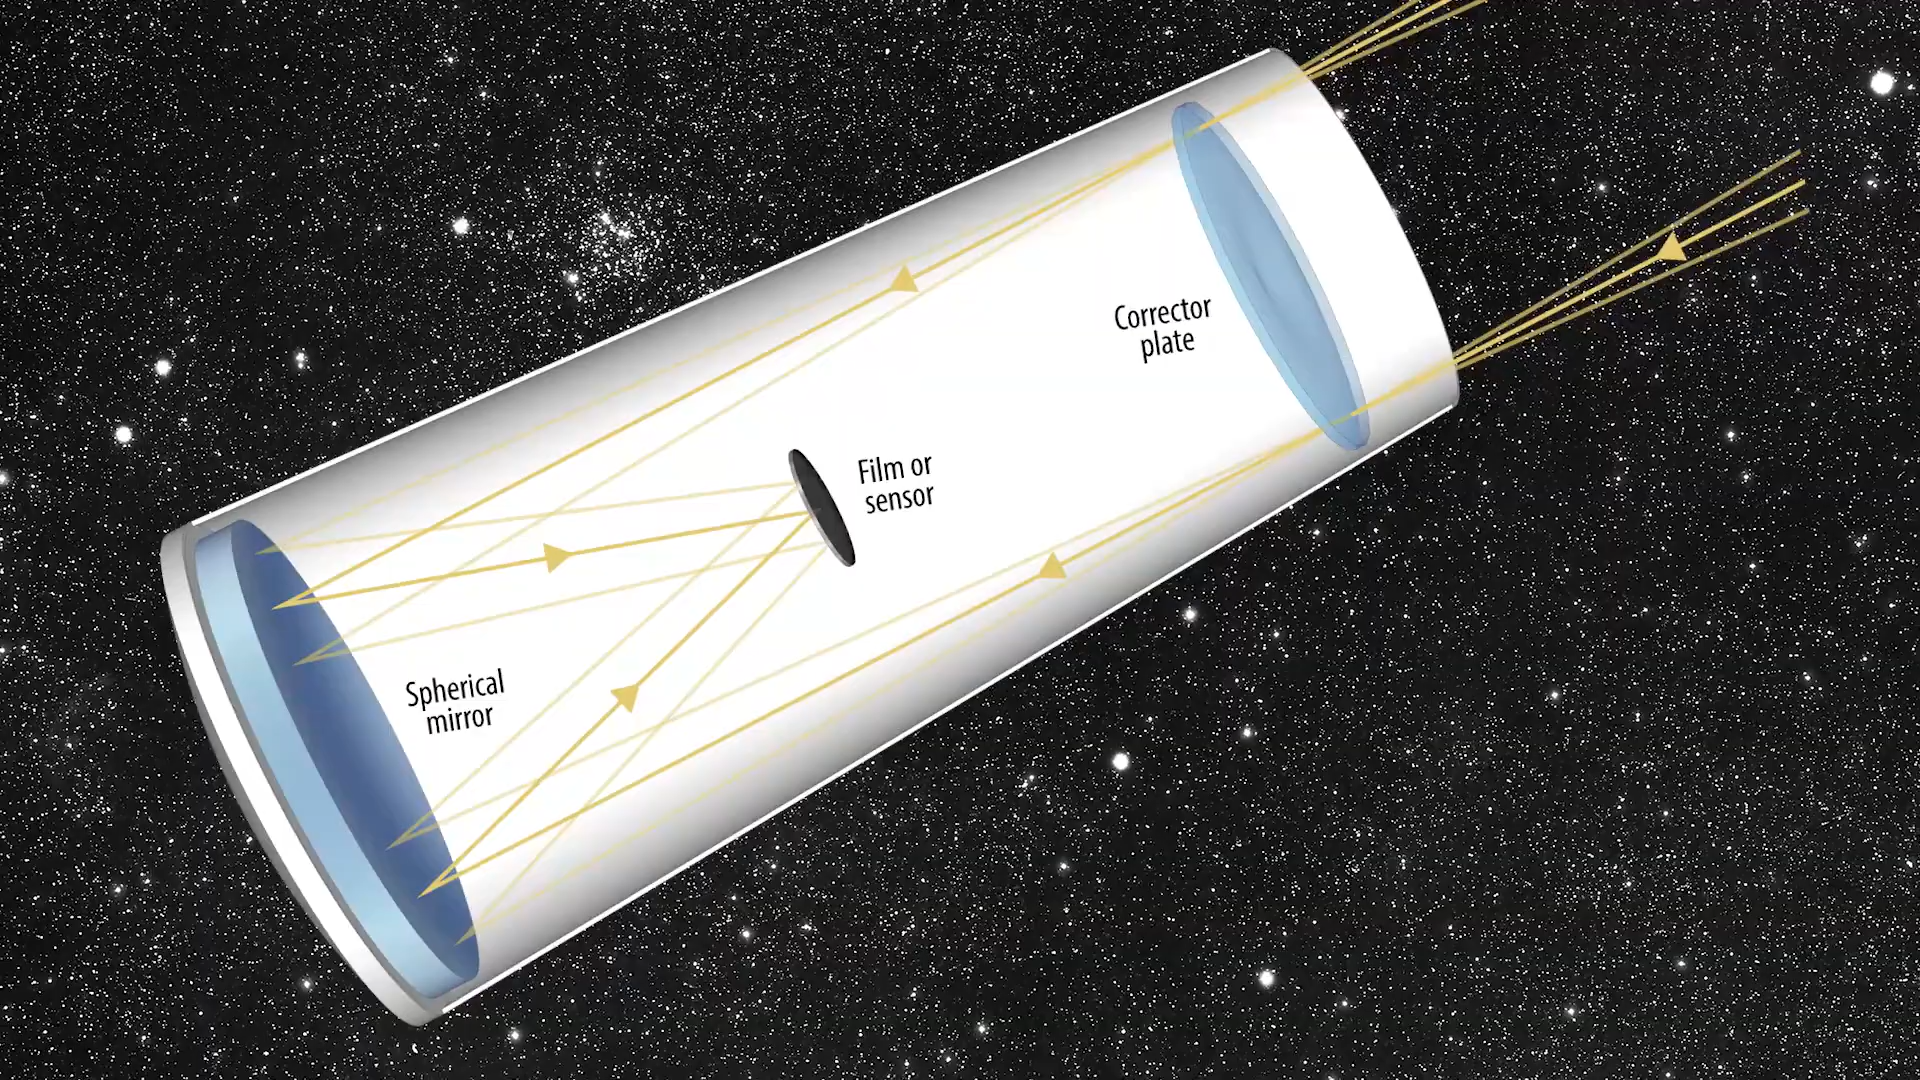 Corrector
plate
Film or
sensor
Spherical
mirror